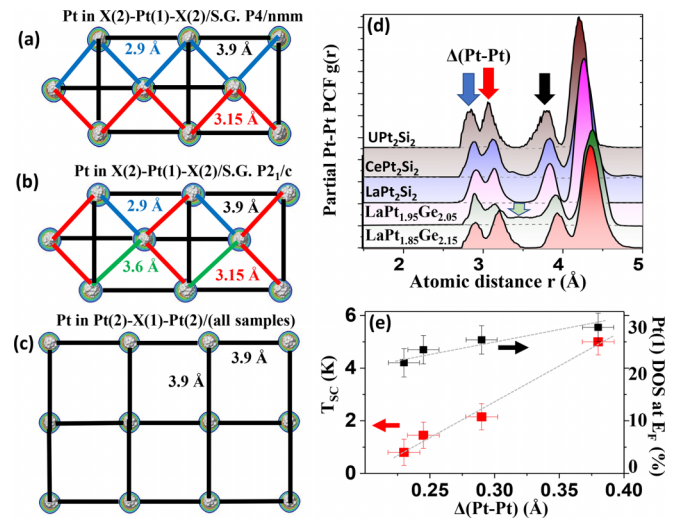 (a)
Pt in X(2)-Pt(1)-X(2)/S.G. P4/nmm
2.9 Å
3.9 Å
3.15 Å
(b)
Pt in X(2)-Pt(1)-X(2)/S.G. P2₁/c
2.9 Å
3.9 Å
3.6 Å
3.15 Å
(c)
Pt in Pt(2)-X(1)-Pt(2)/(all samples)
3.9 Å
3.9 Å
(d)
Δ(Pt-Pt)
Partial Pt-Pt PCF g(r)
UPt₂Si₂
CePt₂Si₂
LaPt₂Si₂
LaPt₁.₉₅Ge₂.₀₅
LaPt₁.₈₅Ge₂.₁₅
2 3 4 5
Atomic distance r (Å)
(e)
6
4
2
0
T_SC (K)
30
20
10
0
Pt(1) DOS at E_F (%)
0.25 0.30 0.35 0.40
Δ(Pt-Pt) (Å)